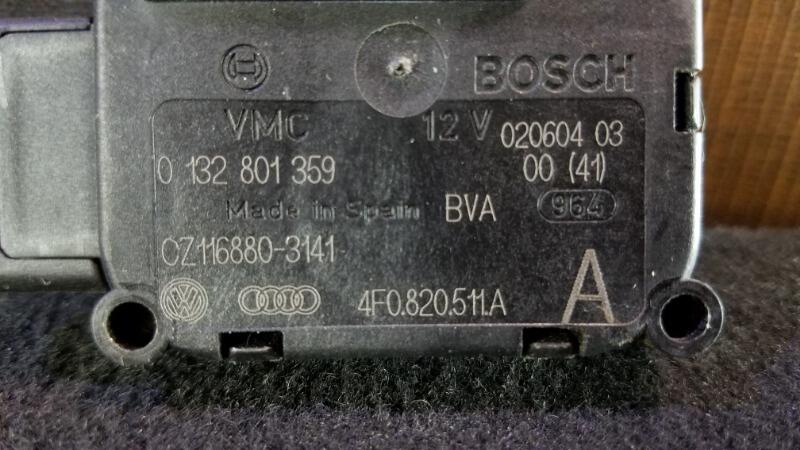 BOSCH
VMC 12 V 020604 03
0 132 801 359 00 (41)
Made in Spain BVA 964
CZ116880-3141
4F0.820.511.A A